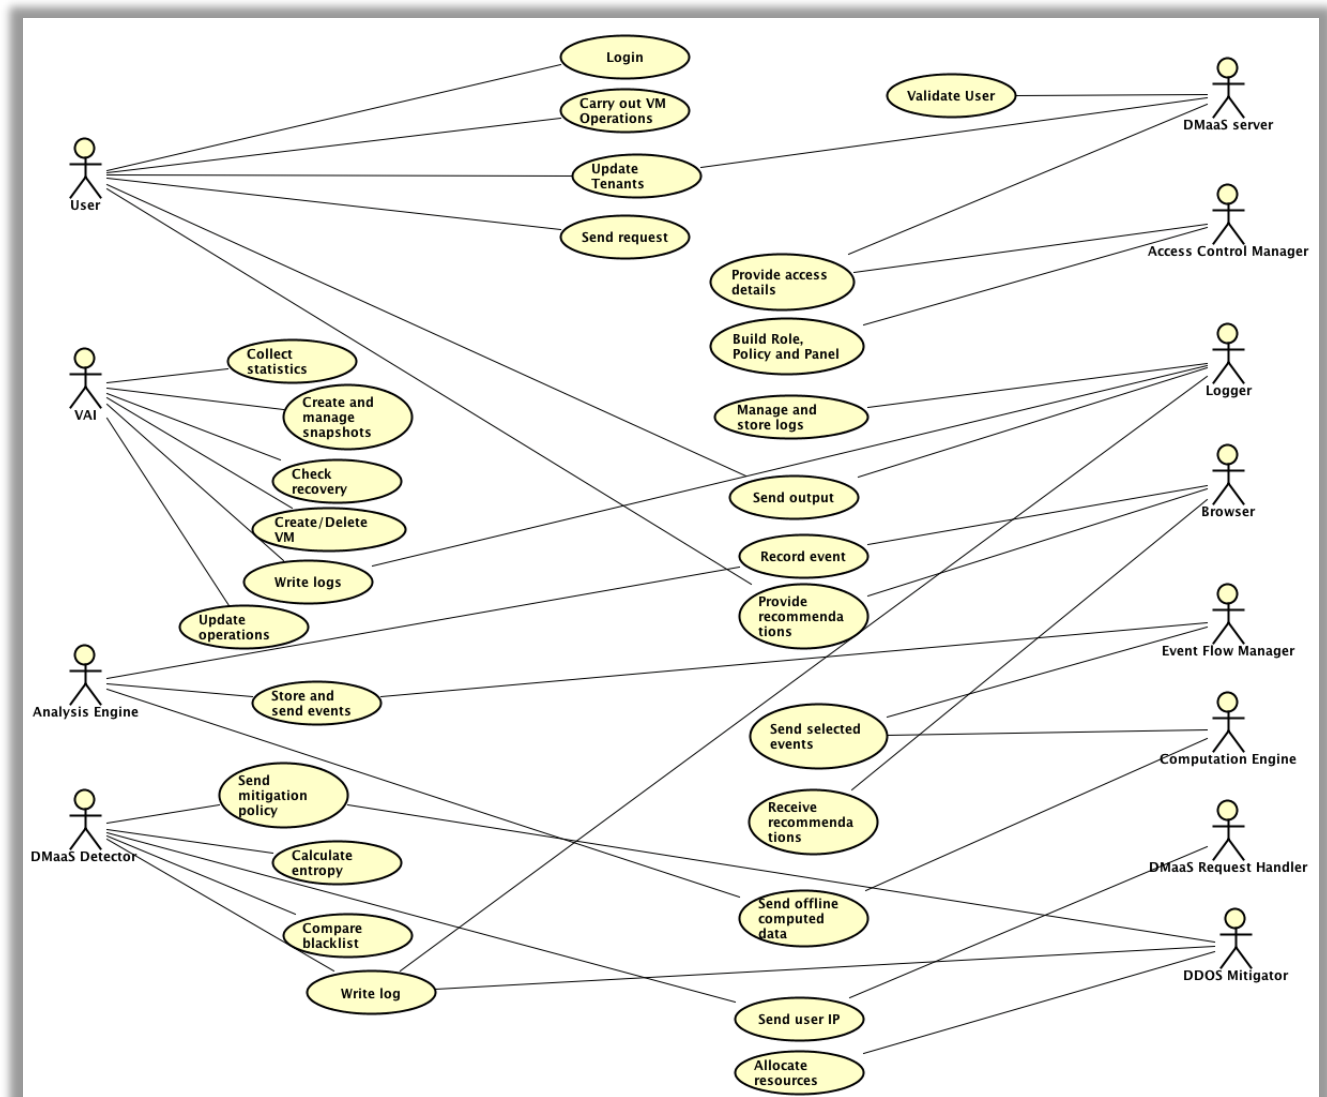 Login
Carry out VM
Operations
Validate User
DMaaS server
Update
Tenants
User
Send request
Access Control Manager
Provide access
details
Build Role,
Policy and Panel
Collect
statistics
Logger
VAI
Create and
manage
snapshots
Manage and
store logs
Check
recovery
Send output
Browser
Create/Delete
VM
Record event
Write logs
Provide
recommenda
tions
Update
operations
Event Flow Manager
Analysis Engine
Store and
send events
Send selected
events
Computation Engine
Send
mitigation
policy
Receive
recommenda
tions
DMaaS Detector
Calculate
entropy
DMaaS Request Handler
Send offline
computed
data
Compare
blacklist
DDOS Mitigator
Write log
Send user IP
Allocate
resources